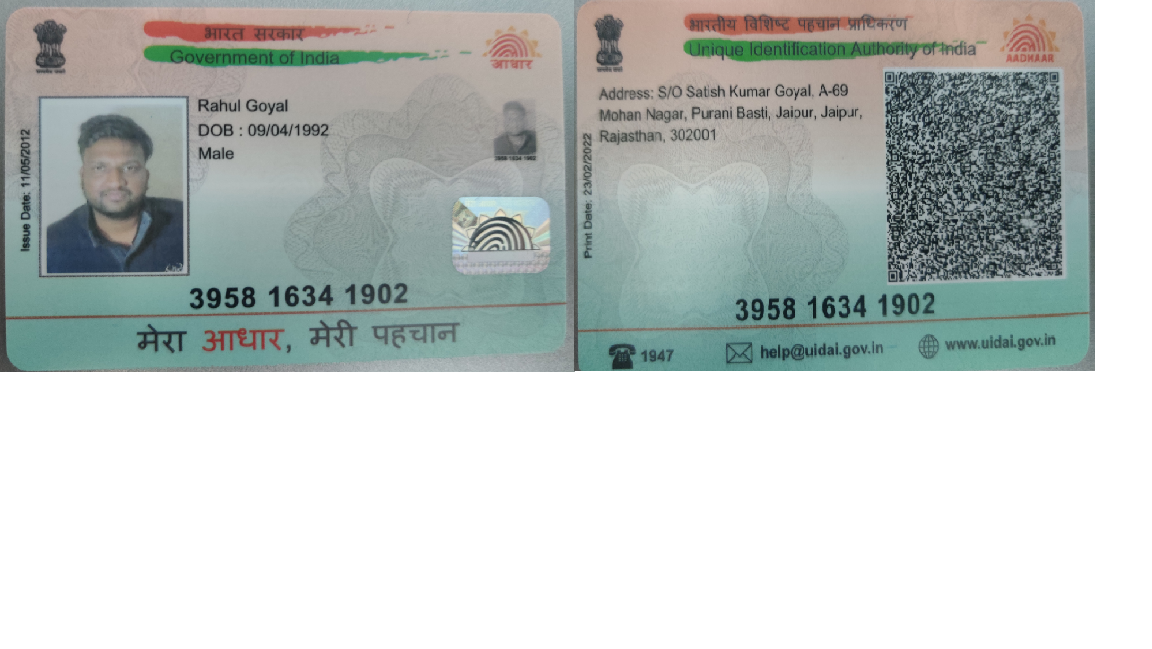 भारत सरकार
Government of India
आधार
Rahul Goyal
DOB : 09/04/1992
Male
Issue Date: 11/05/2012
3958 1634 1902
3958 1634 1902
मेरा आधार, मेरी पहचान
भारतीय विशिष्ट पहचान प्राधिकरण
Unique Identification Authority of India
AADHAAR
Address: S/O Satish Kumar Goyal, A-69
Mohan Nagar, Purani Basti, Jaipur, Jaipur,
Rajasthan, 302001
Print Date: 23/02/2022
3958 1634 1902
1947
help@uidai.gov.in
www.uidai.gov.in